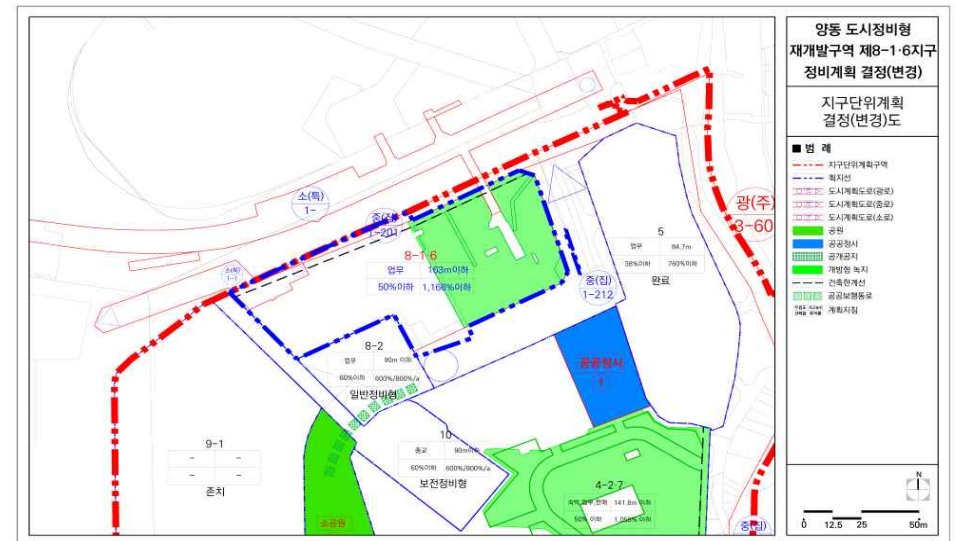 양동 도시정비형
재개발구역 제8-1·6지구
정비계획 결정(변경)
지구단위계획
결정(변경)도
■ 범 례
지구단위계획구역
획지선
도시계획도로(광로)
도시계획도로(중로)
도시계획도로(소로)
공원
공공청사
공개공지
개방형 녹지
건축한계선
공공보행통로
계획지침
N
0 12.5 25 50m
소(특)
1-
중(집)
1-201
소(특)
1-1
8-1·6
업무 163m이하
50%이하 1,166%이하
광(주)
3-60
5
업무 94.7m
38%이하 760%이하
완료
중(집)
1-212
8-2
업무 90m 이하
60%이하 600%/800%/a
일반정비형
공공청사
1
9-1
- -
- -
존치
10
종교 90m이하
60%이하 600%/800%/a
보전정비형
4-2·7
숙박,업무,판매 141.8m 이하
50% 이하 1,058% 이하
소공원
중(집)